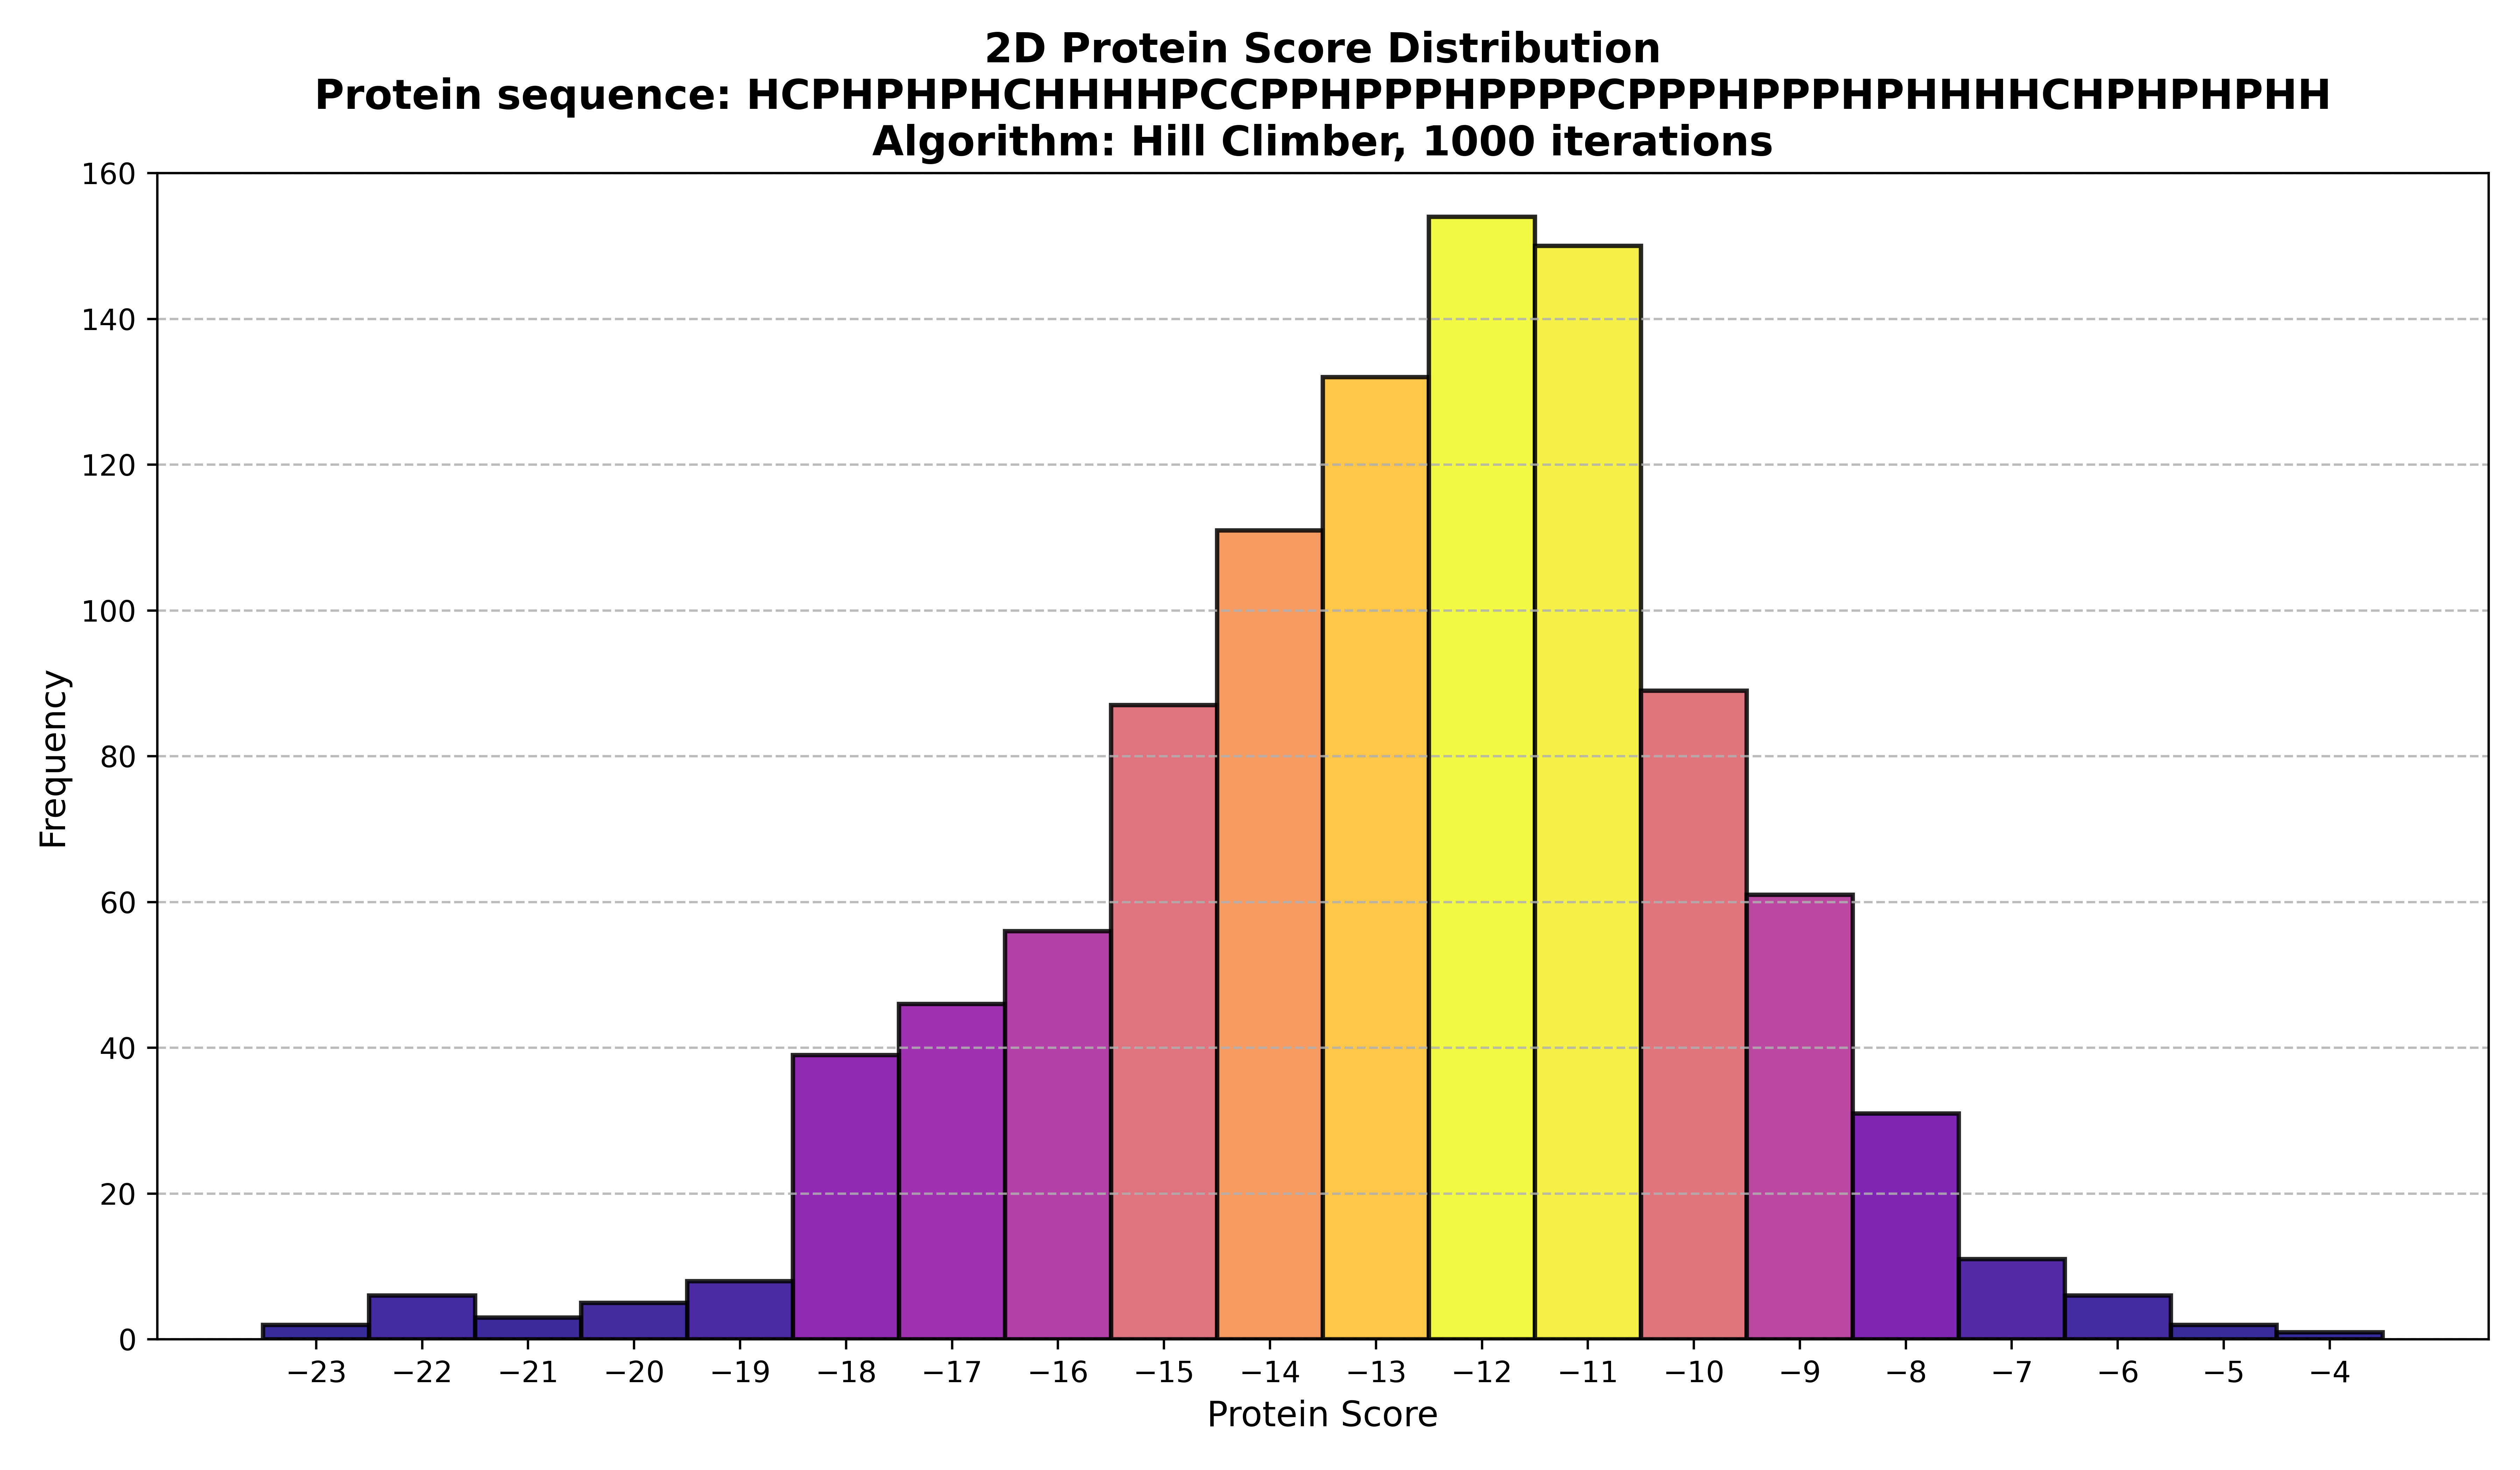 2D Protein Score Distribution
Protein sequence: HCPHPHPHCHHHHPCCPPHPPPHPPPPCPPPHPPPHPHHHHCHPHPHPHH
Algorithm: Hill Climber, 1000 iterations
160
140
120
100
80
60
40
20
0
Frequency
−23 −22 −21 −20 −19 −18 −17 −16 −15 −14 −13 −12 −11 −10 −9 −8 −7 −6 −5 −4
Protein Score